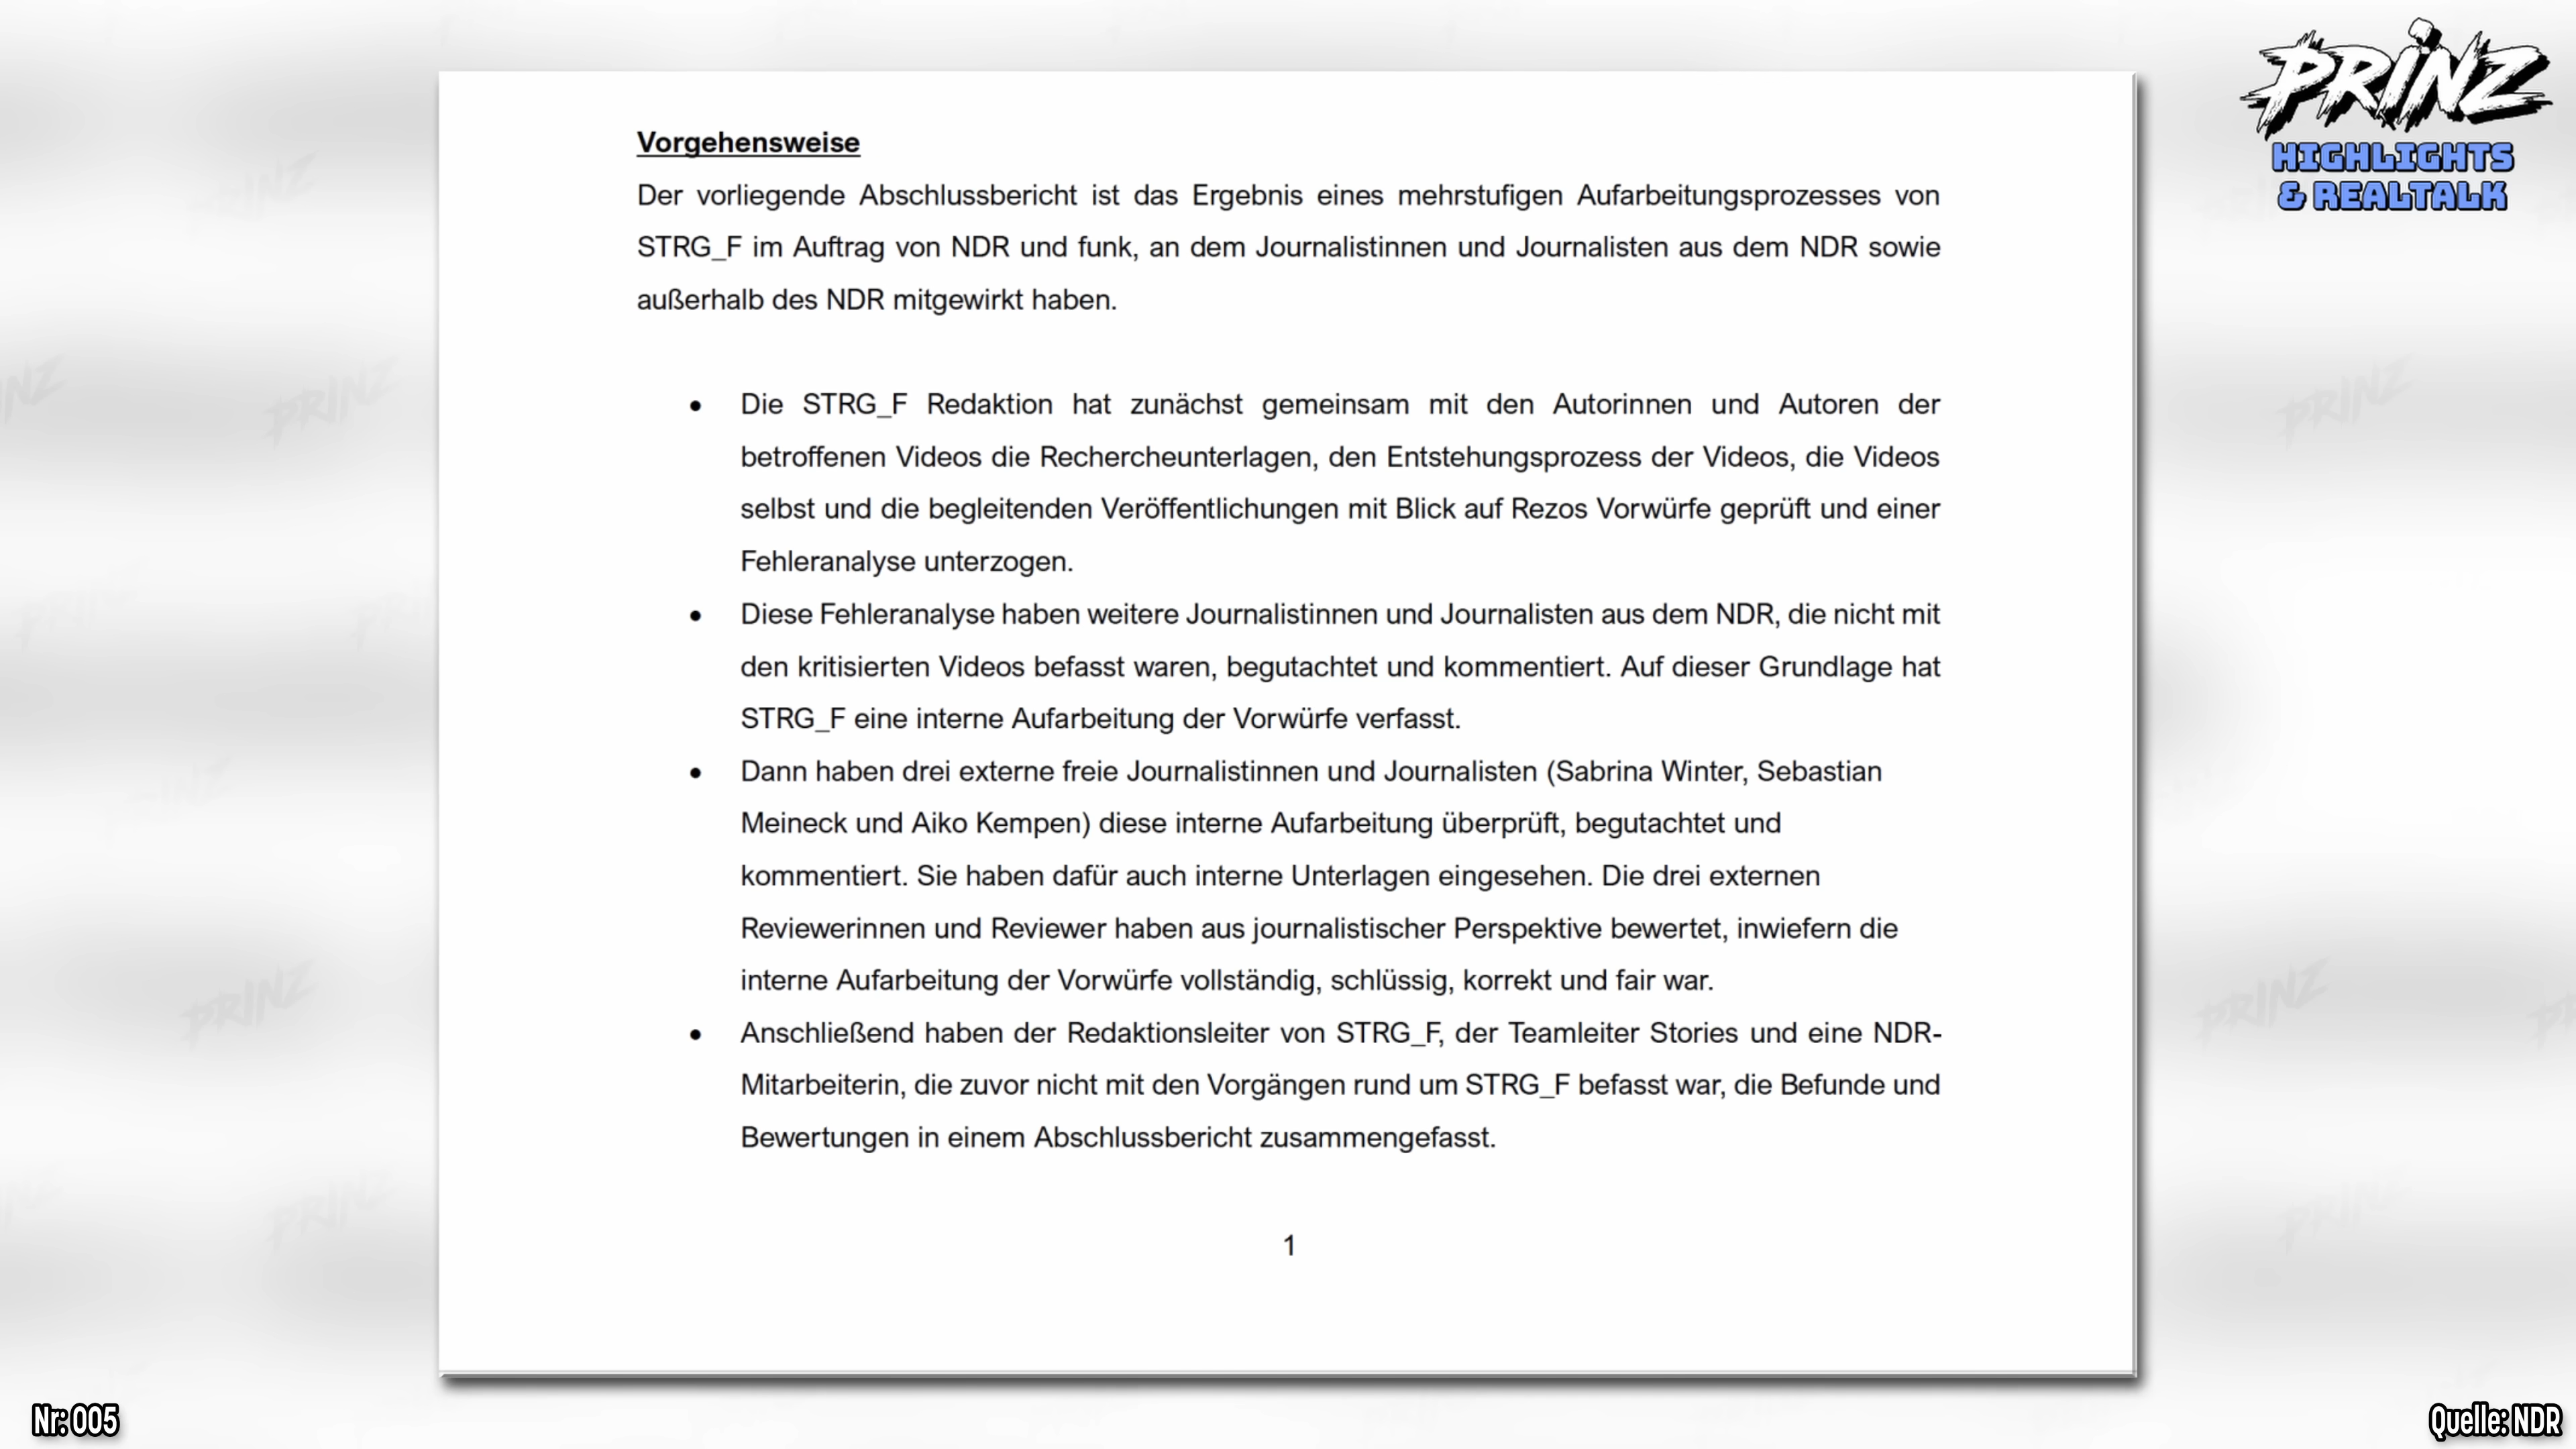 PRINZ
HIGHLIGHTS
& REALTALK
Vorgehensweise
Der vorliegende Abschlussbericht ist das Ergebnis eines mehrstufigen Aufarbeitungsprozesses von
STRG_F im Auftrag von NDR und funk, an dem Journalistinnen und Journalisten aus dem NDR sowie
außerhalb des NDR mitgewirkt haben.
• Die STRG_F Redaktion hat zunächst gemeinsam mit den Autorinnen und Autoren der
betroffenen Videos die Rechercheunterlagen, den Entstehungsprozess der Videos, die Videos
selbst und die begleitenden Veröffentlichungen mit Blick auf Rezos Vorwürfe geprüft und einer
Fehleranalyse unterzogen.
• Diese Fehleranalyse haben weitere Journalistinnen und Journalisten aus dem NDR, die nicht mit
den kritisierten Videos befasst waren, begutachtet und kommentiert. Auf dieser Grundlage hat
STRG_F eine interne Aufarbeitung der Vorwürfe verfasst.
• Dann haben drei externe freie Journalistinnen und Journalisten (Sabrina Winter, Sebastian
Meineck und Aiko Kempen) diese interne Aufarbeitung überprüft, begutachtet und
kommentiert. Sie haben dafür auch interne Unterlagen eingesehen. Die drei externen
Reviewerinnen und Reviewer haben aus journalistischer Perspektive bewertet, inwiefern die
interne Aufarbeitung der Vorwürfe vollständig, schlüssig, korrekt und fair war.
• Anschließend haben der Redaktionsleiter von STRG_F, der Teamleiter Stories und eine NDR-
Mitarbeiterin, die zuvor nicht mit den Vorgängen rund um STRG_F befasst war, die Befunde und
Bewertungen in einem Abschlussbericht zusammengefasst.
1
Nr: 005
Quelle: NDR